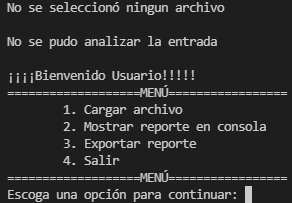 No se seleccionó ningun archivo
No se pudo analizar la entrada
¡¡¡¡Bienvenido Usuario!!!!!
===================MENÚ=================
1. Cargar archivo
2. Mostrar reporte en consola
3. Exportar reporte
4. Salir
===================MENÚ=================
Escoga una opción para continuar: